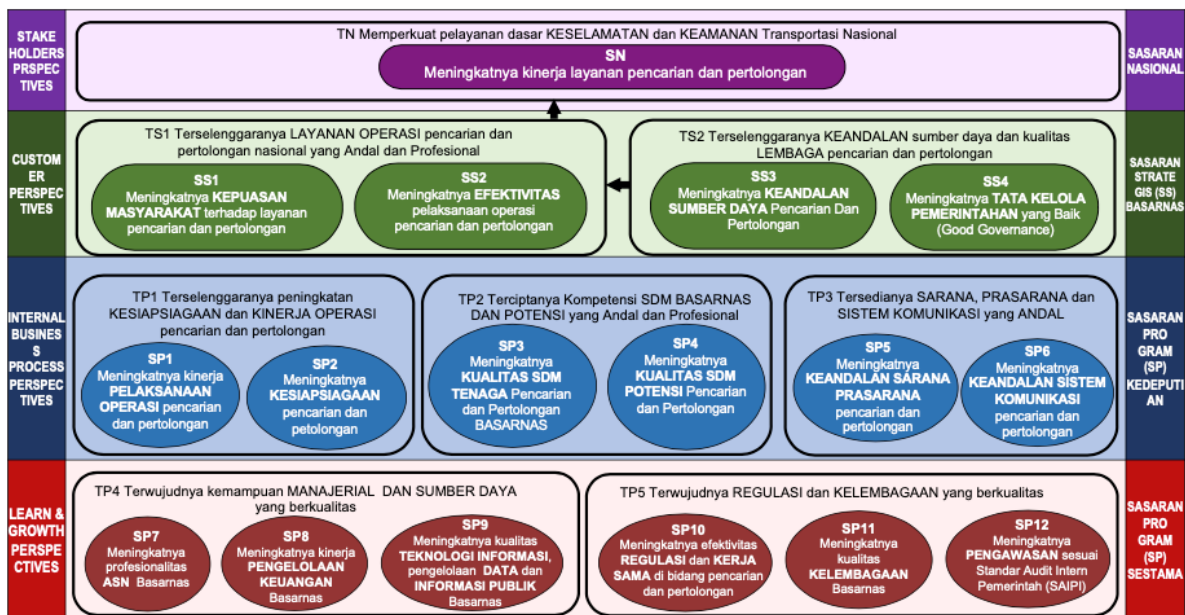 STAKE
HOLDERS
PRSPEC
TIVES
TN Memperkuat pelayanan dasar KESELAMATAN dan KEAMANAN Transportasi Nasional
SN
Meningkatnya kinerja layanan pencarian dan pertolongan
SASARAN
NASIONAL
CUSTOM
ER
PERSPEC
TIVES
TS1 Terselenggaranya LAYANAN OPERASI pencarian dan
pertolongan nasional yang Andal dan Profesional
SS1
Meningkatnya KEPUASAN
MASYARAKAT terhadap layanan
pencarian dan pertolongan
SS2
Meningkatnya EFEKTIVITAS
pelaksanaan operasi
pencarian dan pertolongan
TS2 Terselenggaranya KEANDALAN sumber daya dan kualitas
LEMBAGA pencarian dan pertolongan
SS3
Meningkatnya KEANDALAN
SUMBER DAYA Pencarian Dan
Pertolongan
SS4
Meningkatnya TATA KELOLA
PEMERINTAHAN yang Baik
(Good Governance)
SASARAN
STRATE
GIS (SS)
BASARNAS
INTERNAL
BUSINES
S
PROCESS
PERSPEC
TIVES
TP1 Terselenggaranya peningkatan
KESIAPSIAGAAN dan KINERJA OPERASI
pencarian dan pertolongan
SP1
Meningkatnya kinerja
PELAKSANAAN
OPERASI pencarian
dan pertolongan
SP2
Meningkatnya
KESIAPSIAGAAN
pencarian dan
petolongan
TP2 Terciptanya Kompetensi SDM BASARNAS
DAN POTENSI yang Andal dan Profesional
SP3
Meningkatnya
KUALITAS SDM
TENAGA Pencarian
dan Pertolongan
BASARNAS
SP4
Meningkatnya
KUALITAS SDM
POTENSI Pencarian
dan Pertolongan
TP3 Tersedianya SARANA, PRASARANA dan
SISTEM KOMUNIKASI yang ANDAL
SP5
Meningkatnya
KEANDALAN SARANA
PRASARANA
pencarian dan
pertolongan
SP6
Meningkatnya
KEANDALAN SISTEM
KOMUNIKASI
pencarian dan
pertolongan
SASARAN
PRO
GRAM
(SP)
KEDEPUTI
AN
LEARN &
GROWTH
PERSPE
CTIVES
TP4 Terwujudnya kemampuan MANAJERIAL DAN SUMBER DAYA
yang berkualitas
SP7
Meningkatnya
profesionalitas
ASN Basarnas
SP8
Meningkatnya kinerja
PENGELOLAAN
KEUANGAN
Basarnas
SP9
Meningkatnya kualitas
TEKNOLOGI INFORMASI,
pengelolaan DATA dan
INFORMASI PUBLIK
Basarnas
TP5 Terwujudnya REGULASI dan KELEMBAGAAN yang berkualitas
SP10
Meningkatnya efektivitas
REGULASI dan KERJA
SAMA di bidang pencarian
dan pertolongan
SP11
Meningkatnya
kualitas
KELEMBAGAAN
Basarnas
SP12
Meningkatnya
PENGAWASAN sesuai
Standar Audit Intern
Pemerintah (SAIPI)
SASARAN
PRO
GRAM
(SP)
SESTAMA